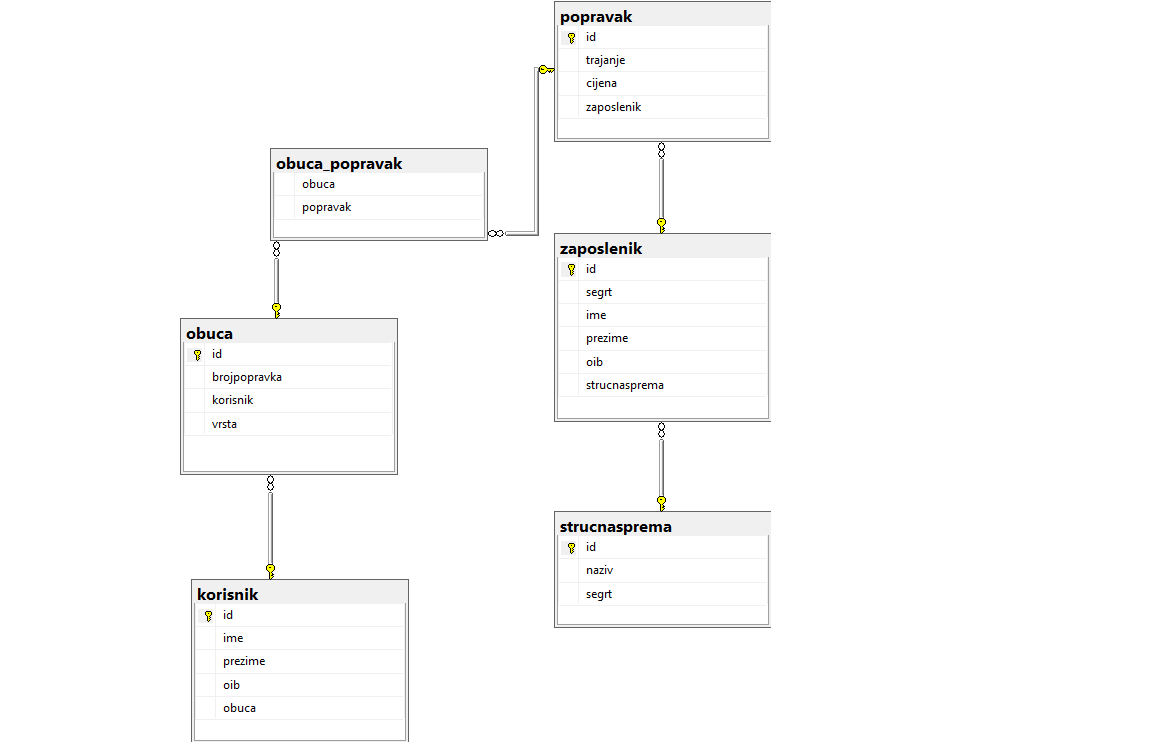 popravak
id
trajanje
cijena
zaposlenik
obuca_popravak
obuca
popravak
zaposlenik
id
segrt
ime
prezime
oib
strucnasprema
obuca
id
brojpopravka
korisnik
vrsta
strucnasprema
id
naziv
segrt
korisnik
id
ime
prezime
oib
obuca